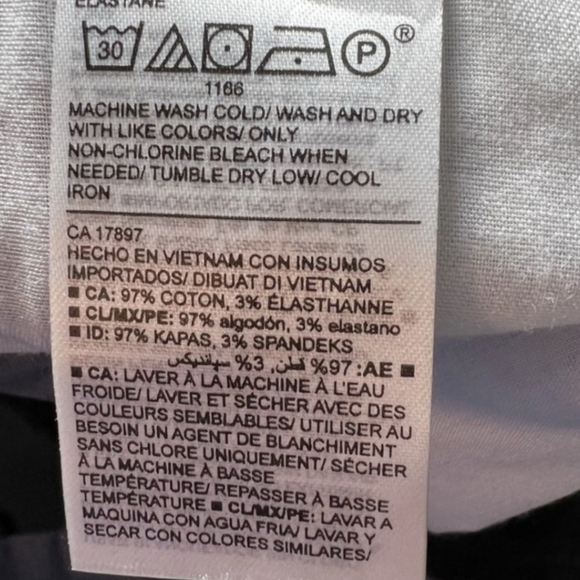 ELASTANE
30 P ®
1166
MACHINE WASH COLD/ WASH AND DRY
WITH LIKE COLORS/ ONLY
NON-CHLORINE BLEACH WHEN
NEEDED/ TUMBLE DRY LOW/ COOL
IRON
CA 17897
HECHO EN VIETNAM CON INSUMOS
IMPORTADOS/ DIBUAT DI VIETNAM
■ CA: 97% COTON, 3% ÉLASTHANNE
■ CL/MX/PE: 97% algodón, 3% elastano
■ ID: 97% KAPAS, 3% SPANDEKS
■ AE: 97% قطن, 3% سپانديكس
■ CA: LAVER À LA MACHINE À L'EAU
FROIDE/ LAVER ET SÉCHER AVEC DES
COULEURS SEMBLABLES/ UTILISER AU
BESOIN UN AGENT DE BLANCHIMENT
SANS CHLORE UNIQUEMENT/ SÉCHER
À LA MACHINE À BASSE
TEMPÉRATURE/ REPASSER À BASSE
TEMPÉRATURE ■ CL/MX/PE: LAVAR A
MAQUINA CON AGUA FRIA/ LAVAR Y
SECAR CON COLORES SIMILARES/